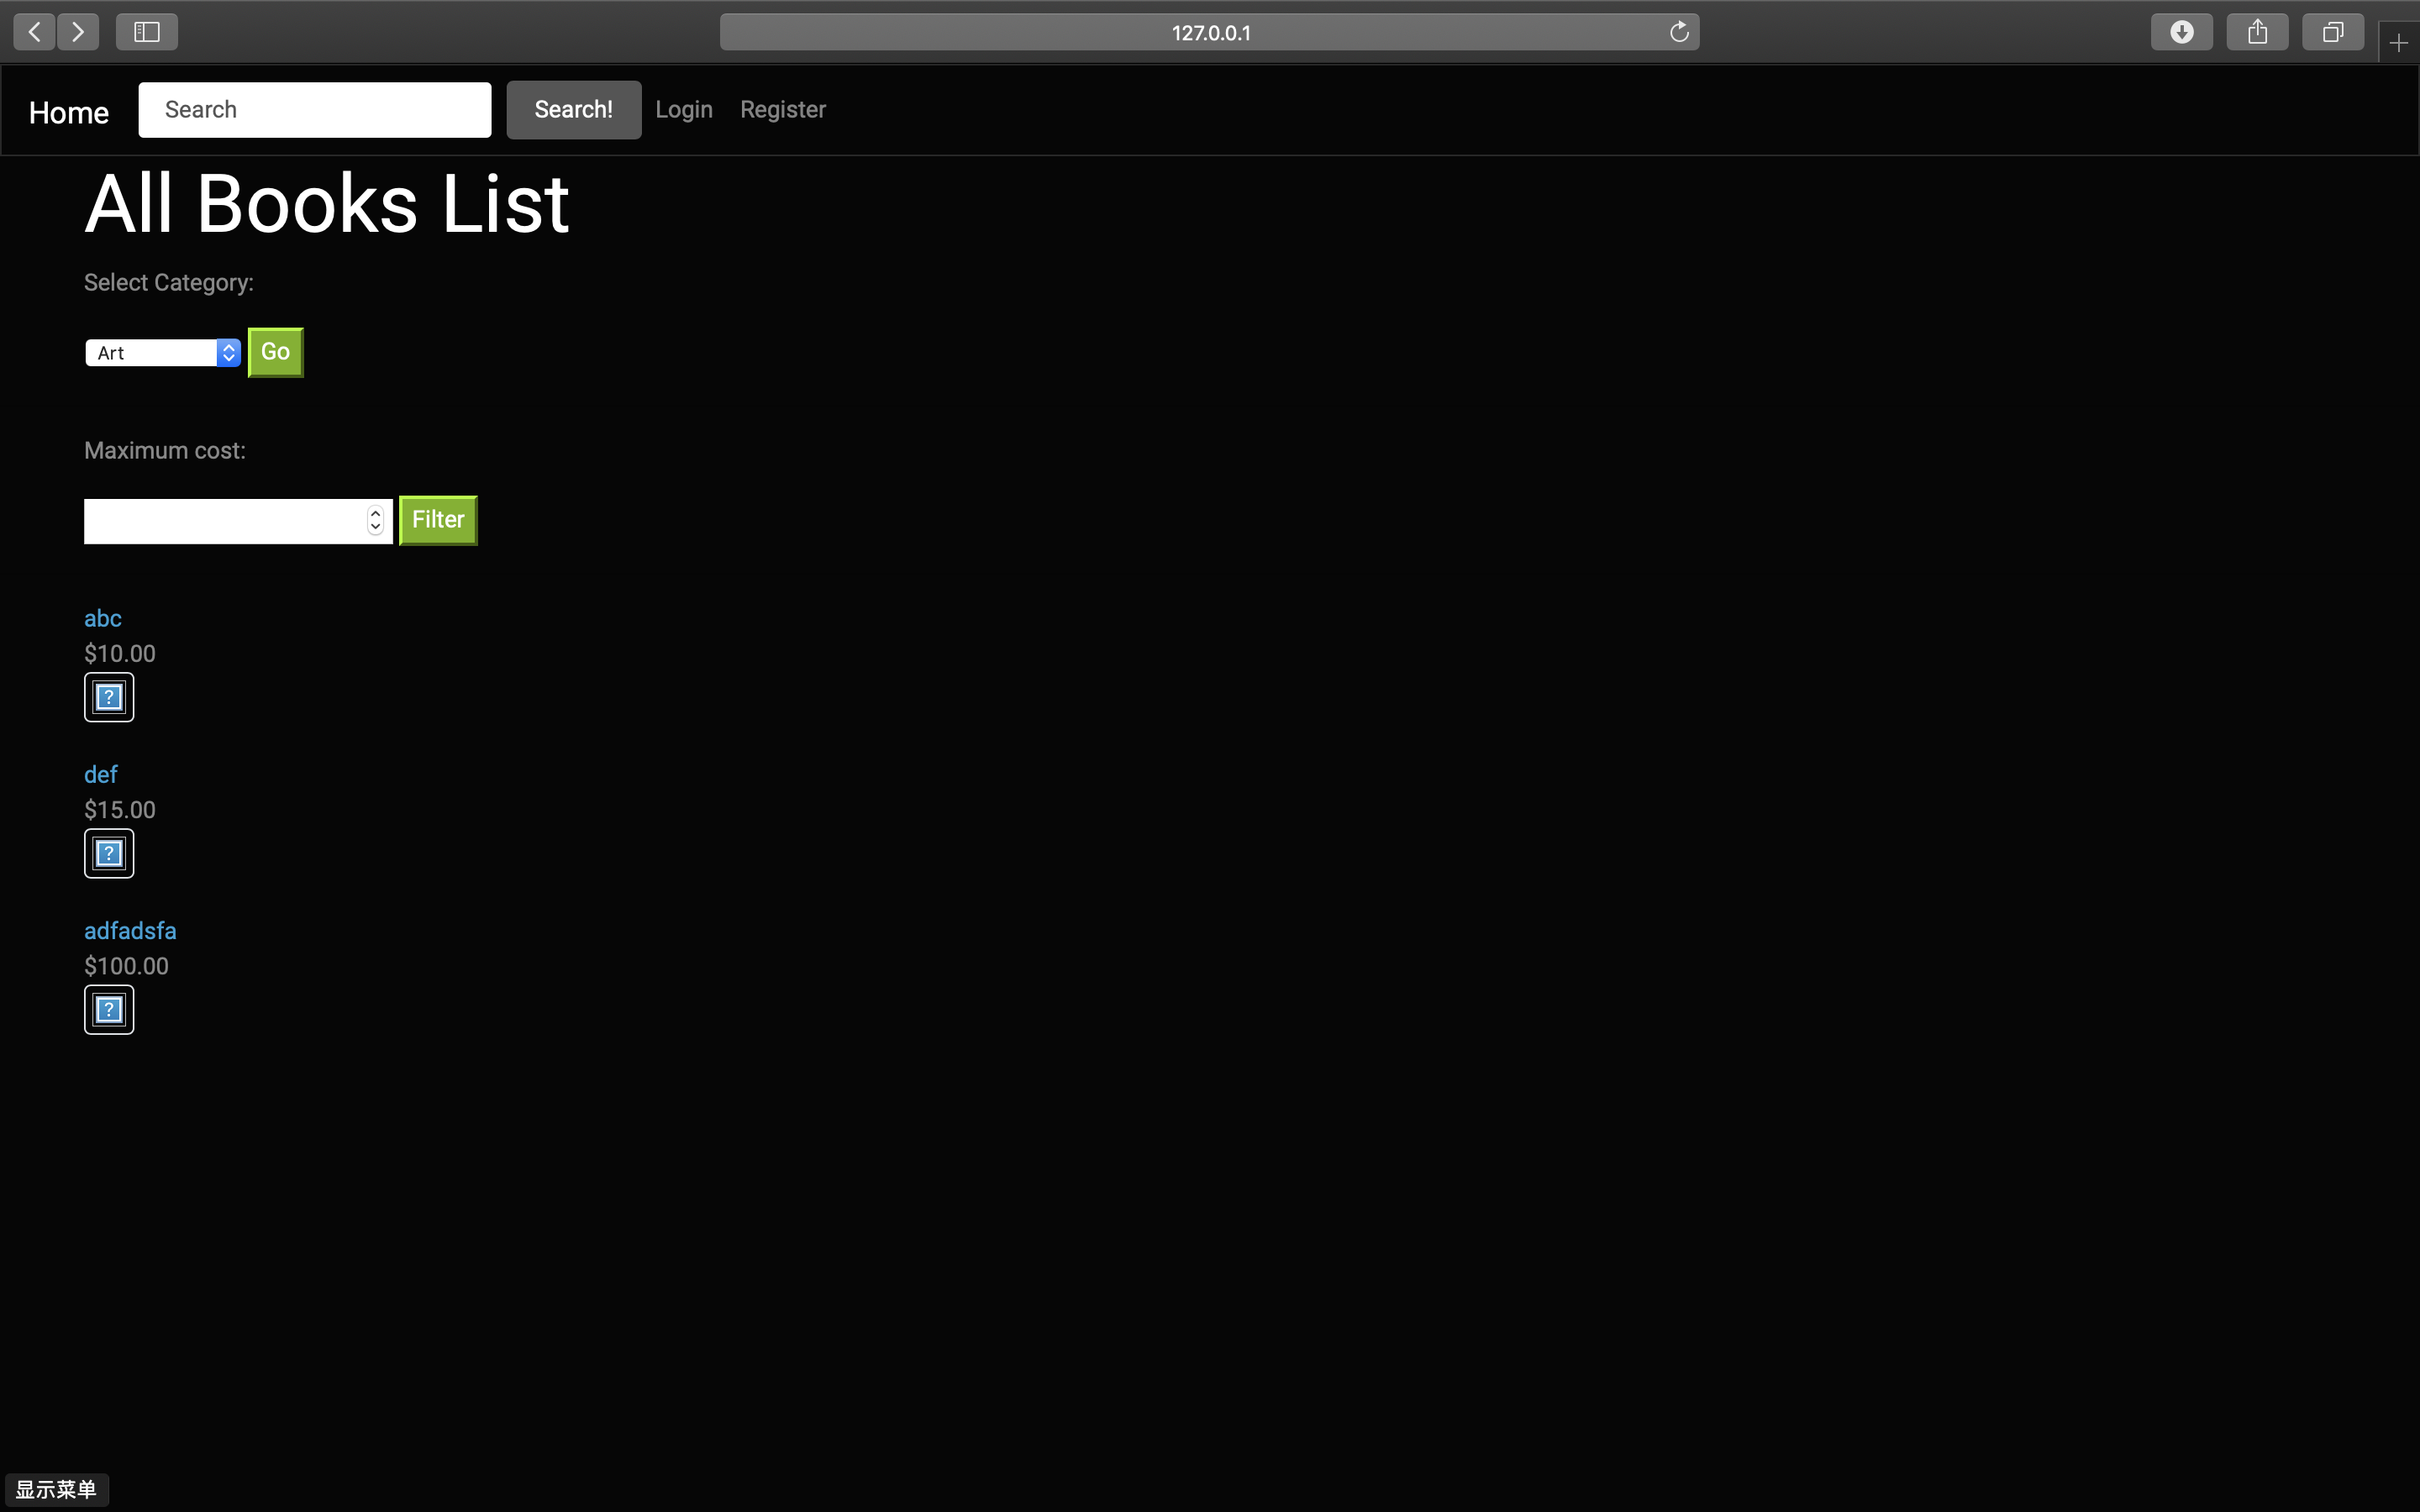 127.0.0.1
Home Search Search! Login Register
All Books List
Select Category:
Art Go
Maximum cost:
Filter
abc
$10.00
?
def
$15.00
?
adfadsfa
$100.00
?
显示菜单